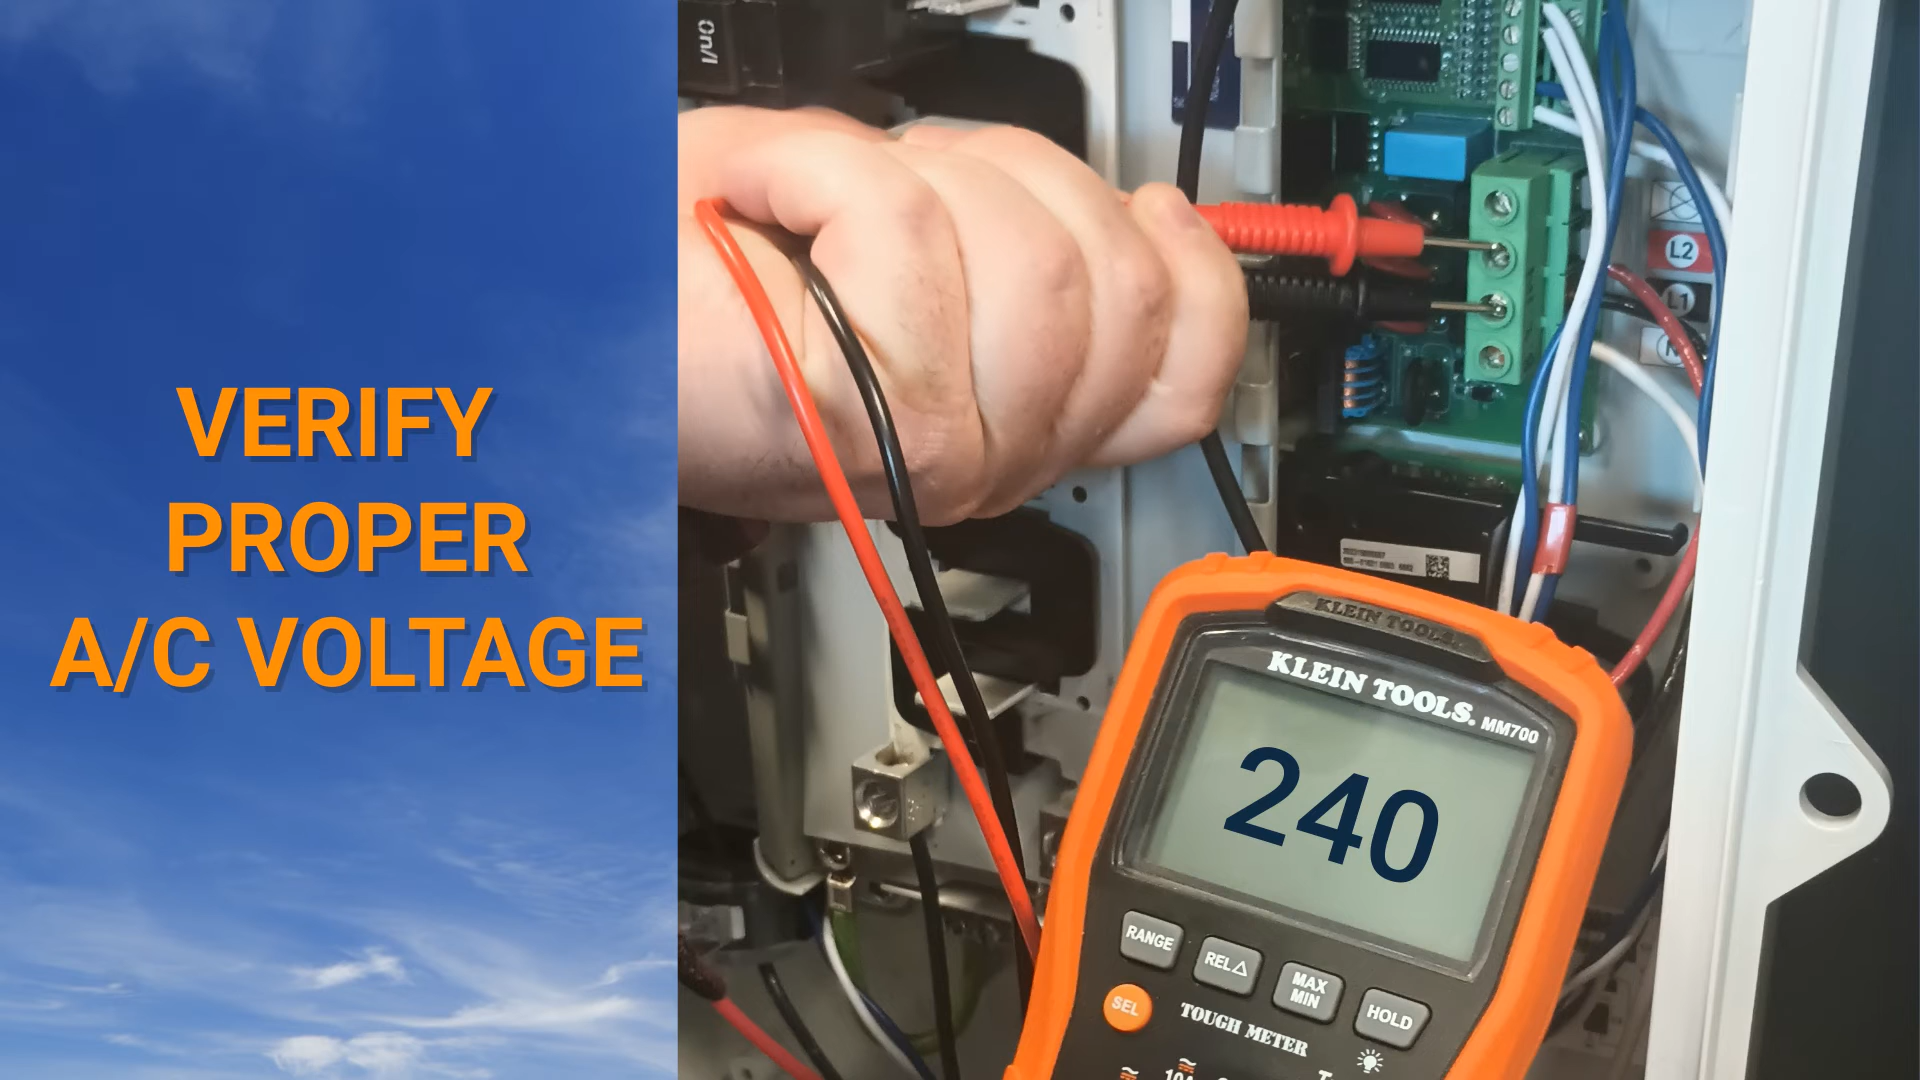 VERIFY
PROPER
A/C VOLTAGE
On/I
L2
L1
N
KLEIN TOOLS.
KLEIN TOOLS. MM700
240
RANGE
REL△
MAX
MIN
HOLD
SEL
TOUGH METER